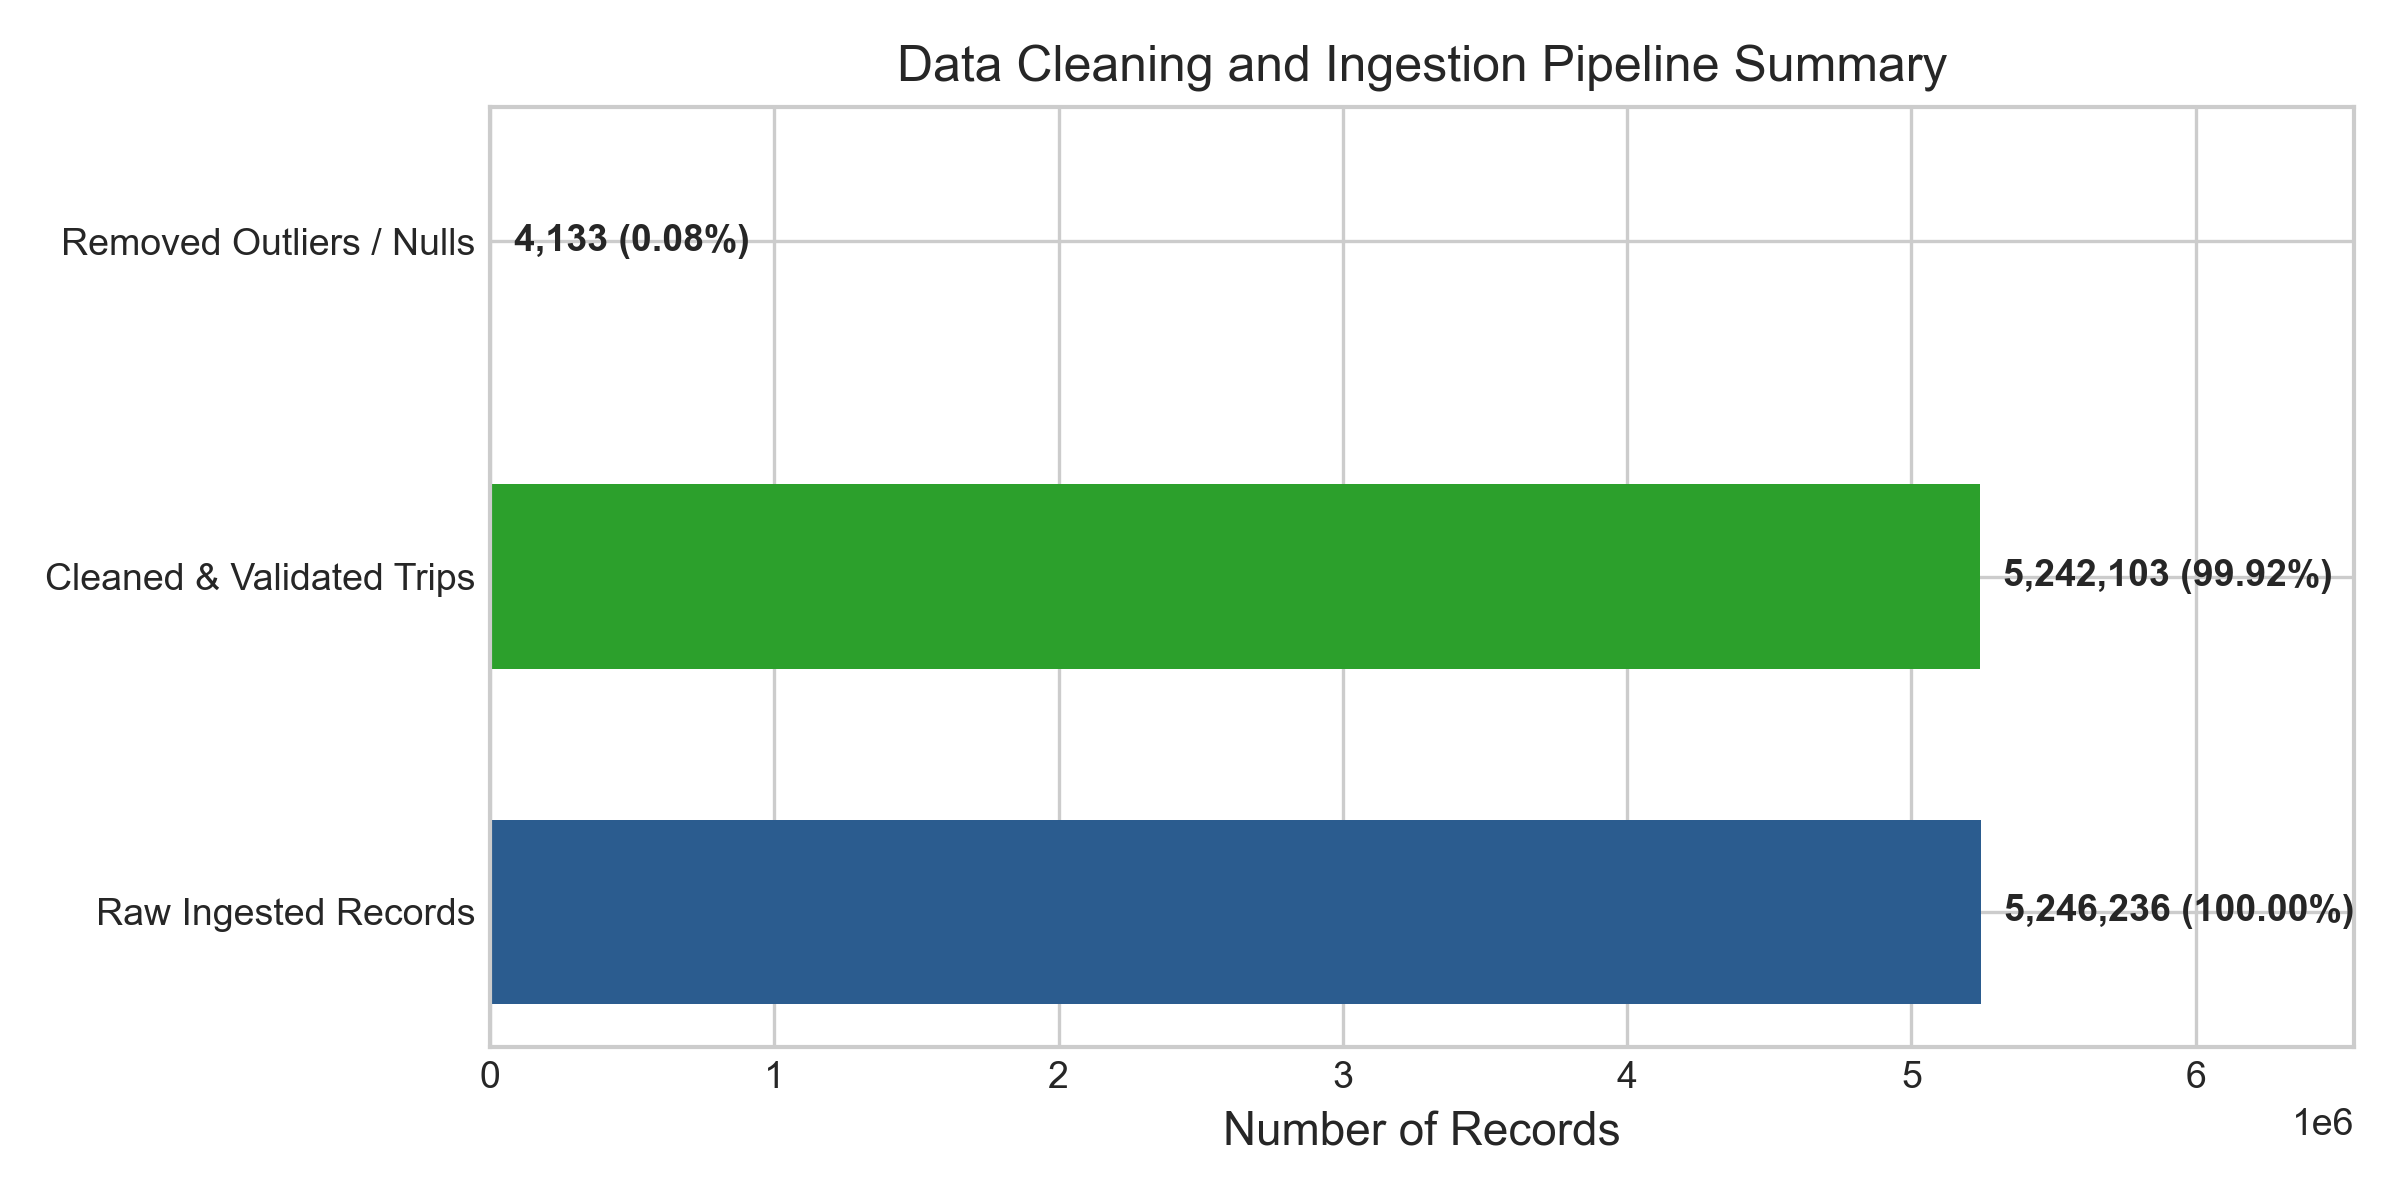 Data Cleaning and Ingestion Pipeline Summary
Removed Outliers / Nulls
4,133 (0.08%)
Cleaned & Validated Trips
5,242,103 (99.92%)
Raw Ingested Records
5,246,236 (100.00%)
0 1 2 3 4 5 6
1e6
Number of Records